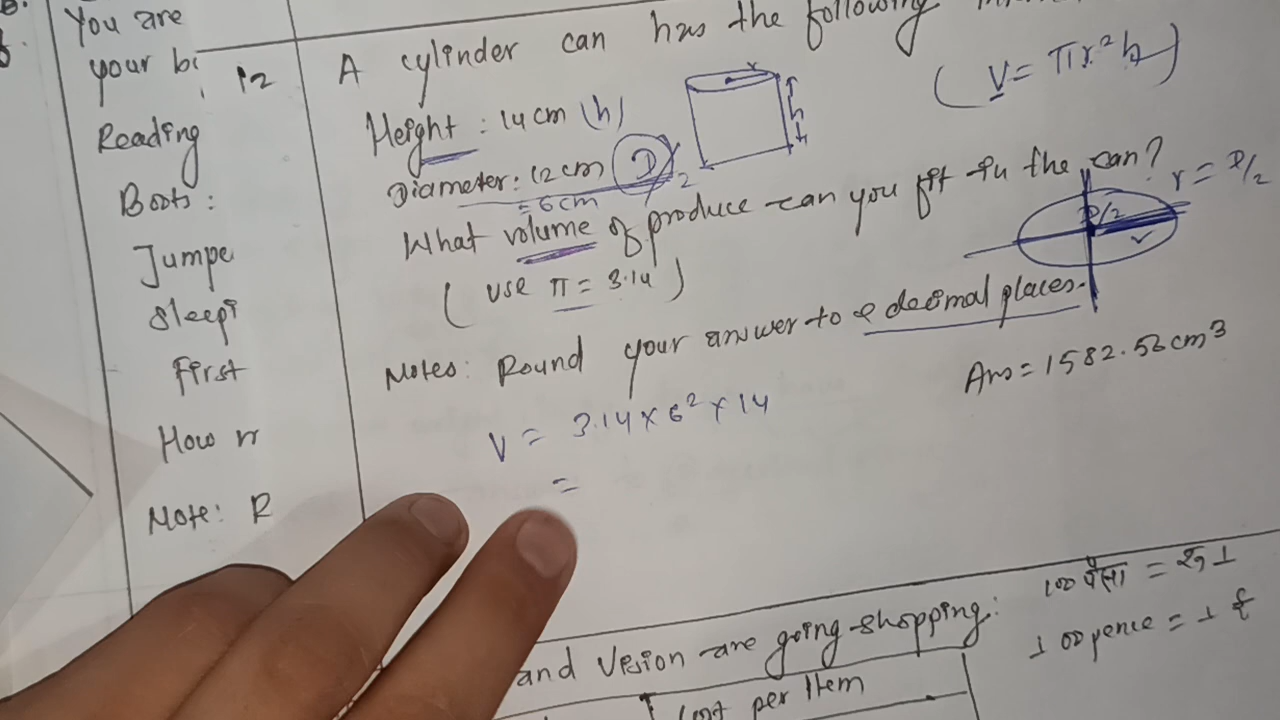 You are
your b
Reading
Boots:
Jumpe
Sleepi
First
How
Note: R
12
A cylinder can has the following
(V = πr²h)
Height: 14 cm (h)
r
h
Diameter: 12 cm (D)/2
= 6 cm
What volume of produce can you fit in the can?
r = D/2
D/2
r
(use π = 3.14)
Notes: Round your answer to 2 decimal places.
Ans = 1582.56 cm³
V = 3.14 × 6² × 14
=
and Vesion are going shopping:
100 = 1
100 pence = 1 £
Cost per Item